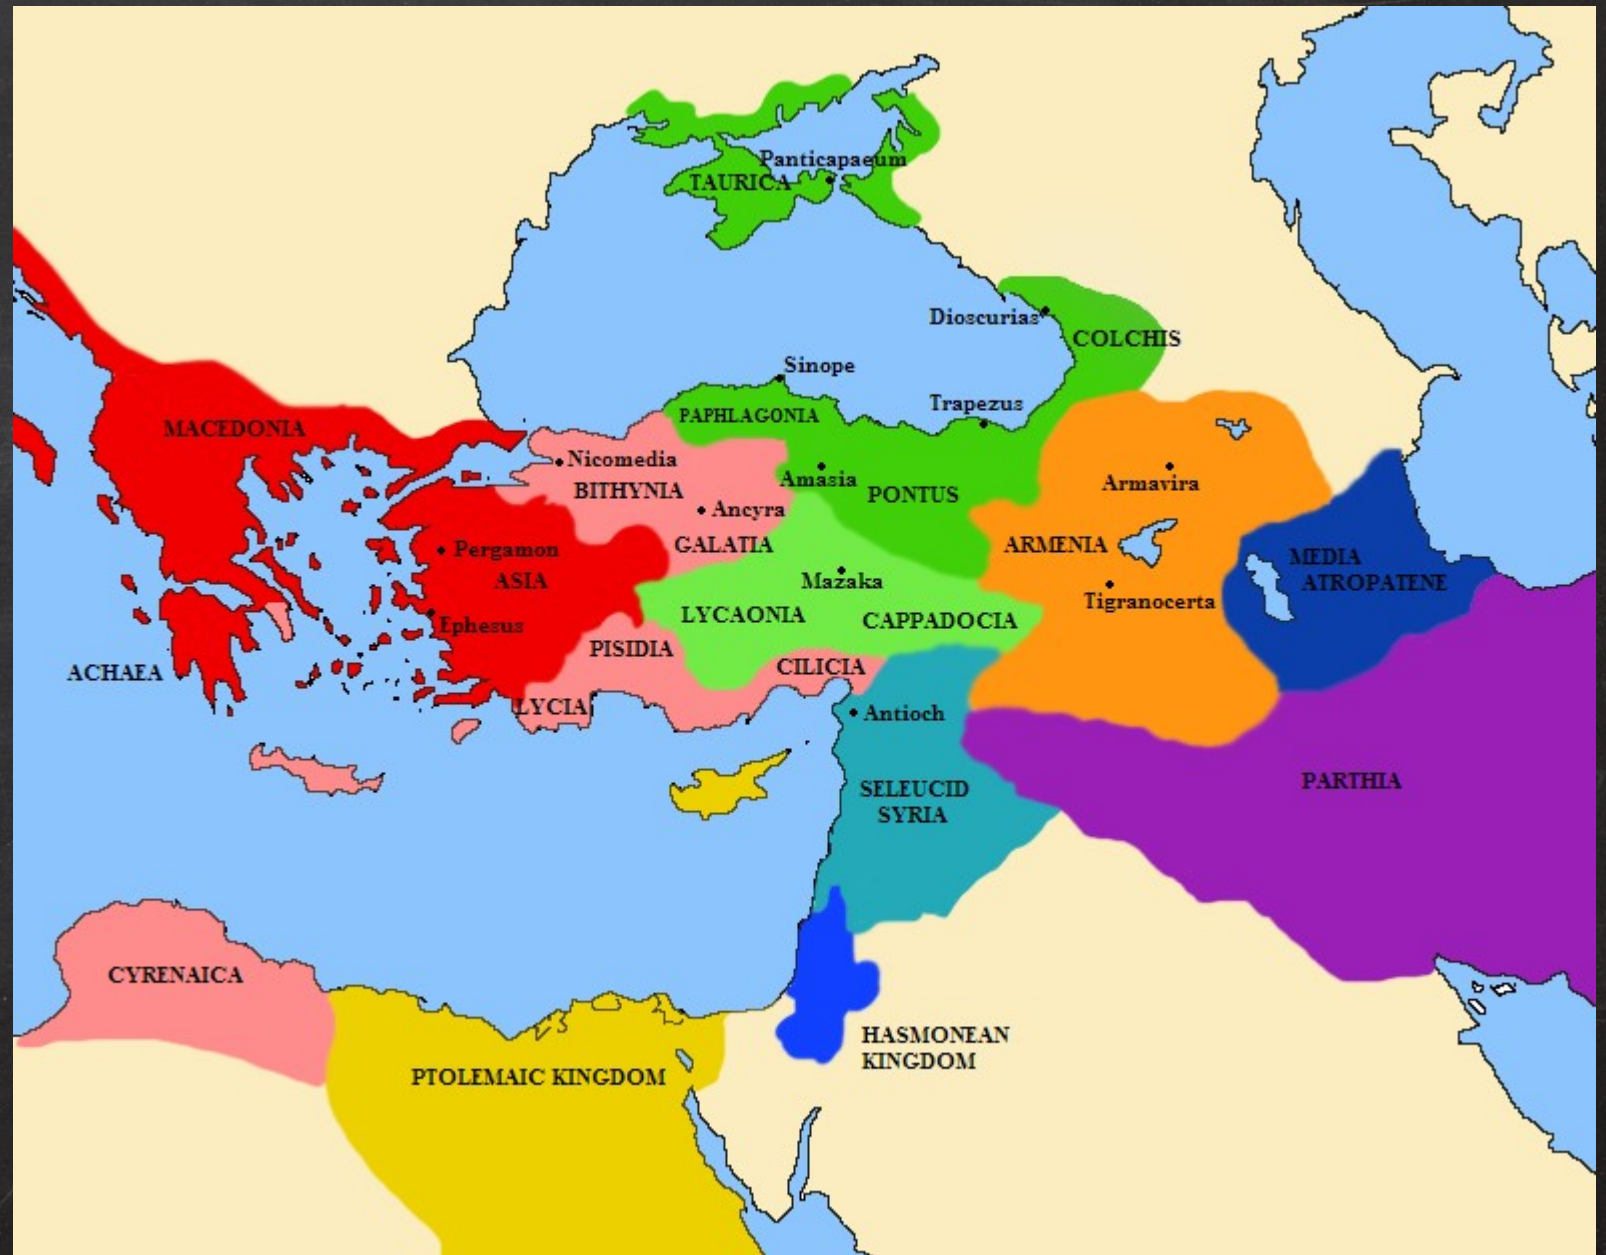 Panticapaeum
TAURICA
Dioscurias
COLCHIS
Sinope
Trapezus
PAPHLAGONIA
MACEDONIA
Nicomedia
BITHYNIA
Amasia
PONTUS
Armavira
Ancyra
GALATIA
ARMENIA
Pergamon
ASIA
MEDIA
ATROPATENE
Mazaka
Tigranocerta
LYCAONIA
CAPPADOCIA
Ephesus
PISIDIA
ACHAEA
CILICIA
LYCIA
Antioch
SELEUCID
SYRIA
PARTHIA
CYRENAICA
HASMONEAN
KINGDOM
PTOLEMAIC KINGDOM